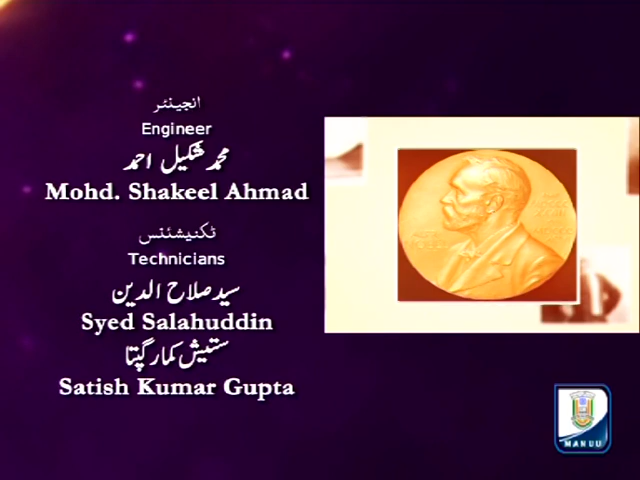 انجینئر
Engineer
محمد شکیل احمد
Mohd. Shakeel Ahmad
ٹکنیشئنس
Technicians
سید صلاح الدین
Syed Salahuddin
ستیش کمار گپتا
Satish Kumar Gupta
MANUU